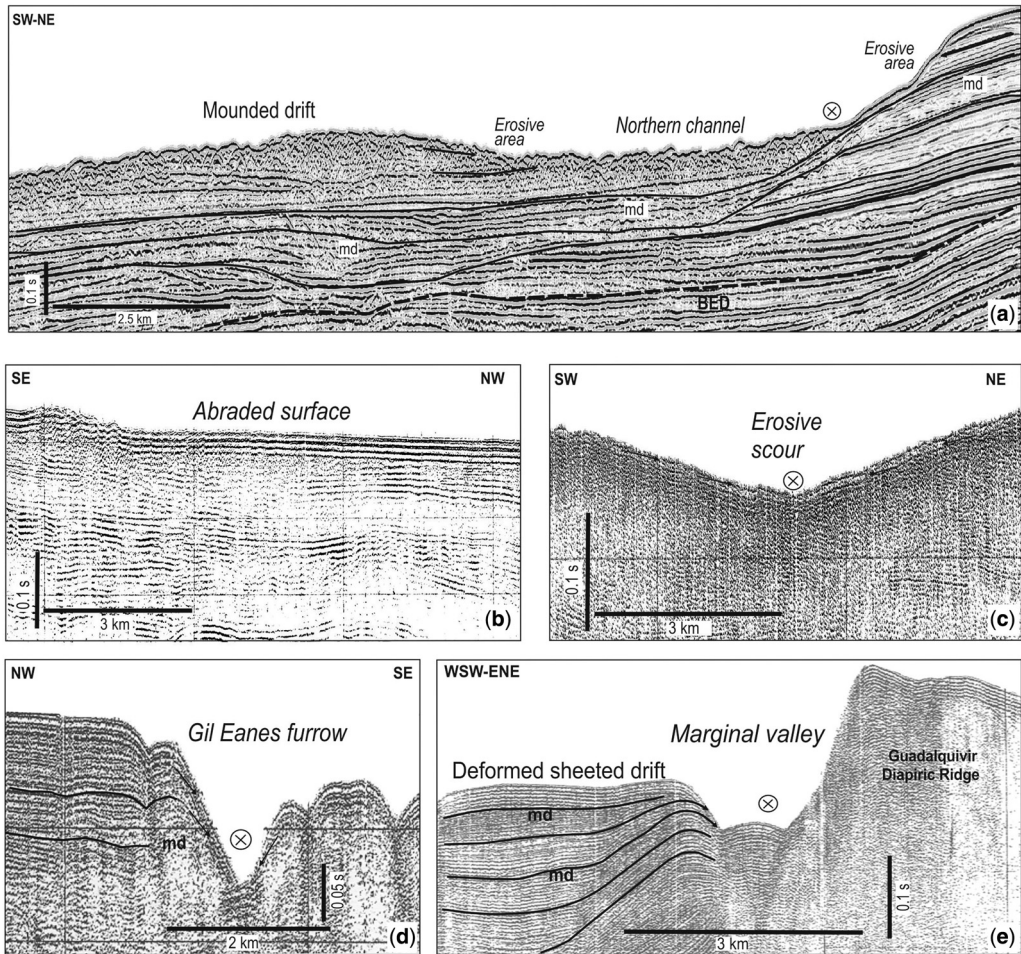 SW-NE
Erosive
area
md
Mounded drift
Erosive
area
Northern channel
md
md
0.1 s
2.5 km
BED
(a)
SE
NW
Abraded surface
0.1 s
3 km
(b)
SW
NE
Erosive
scour
0.1 s
3 km
(c)
NW
SE
Gil Eanes furrow
md
0.05 s
2 km
(d)
WSW-ENE
Marginal valley
Deformed sheeted drift
Guadalquivir
Diapiric Ridge
md
md
0.1 s
3 km
(e)